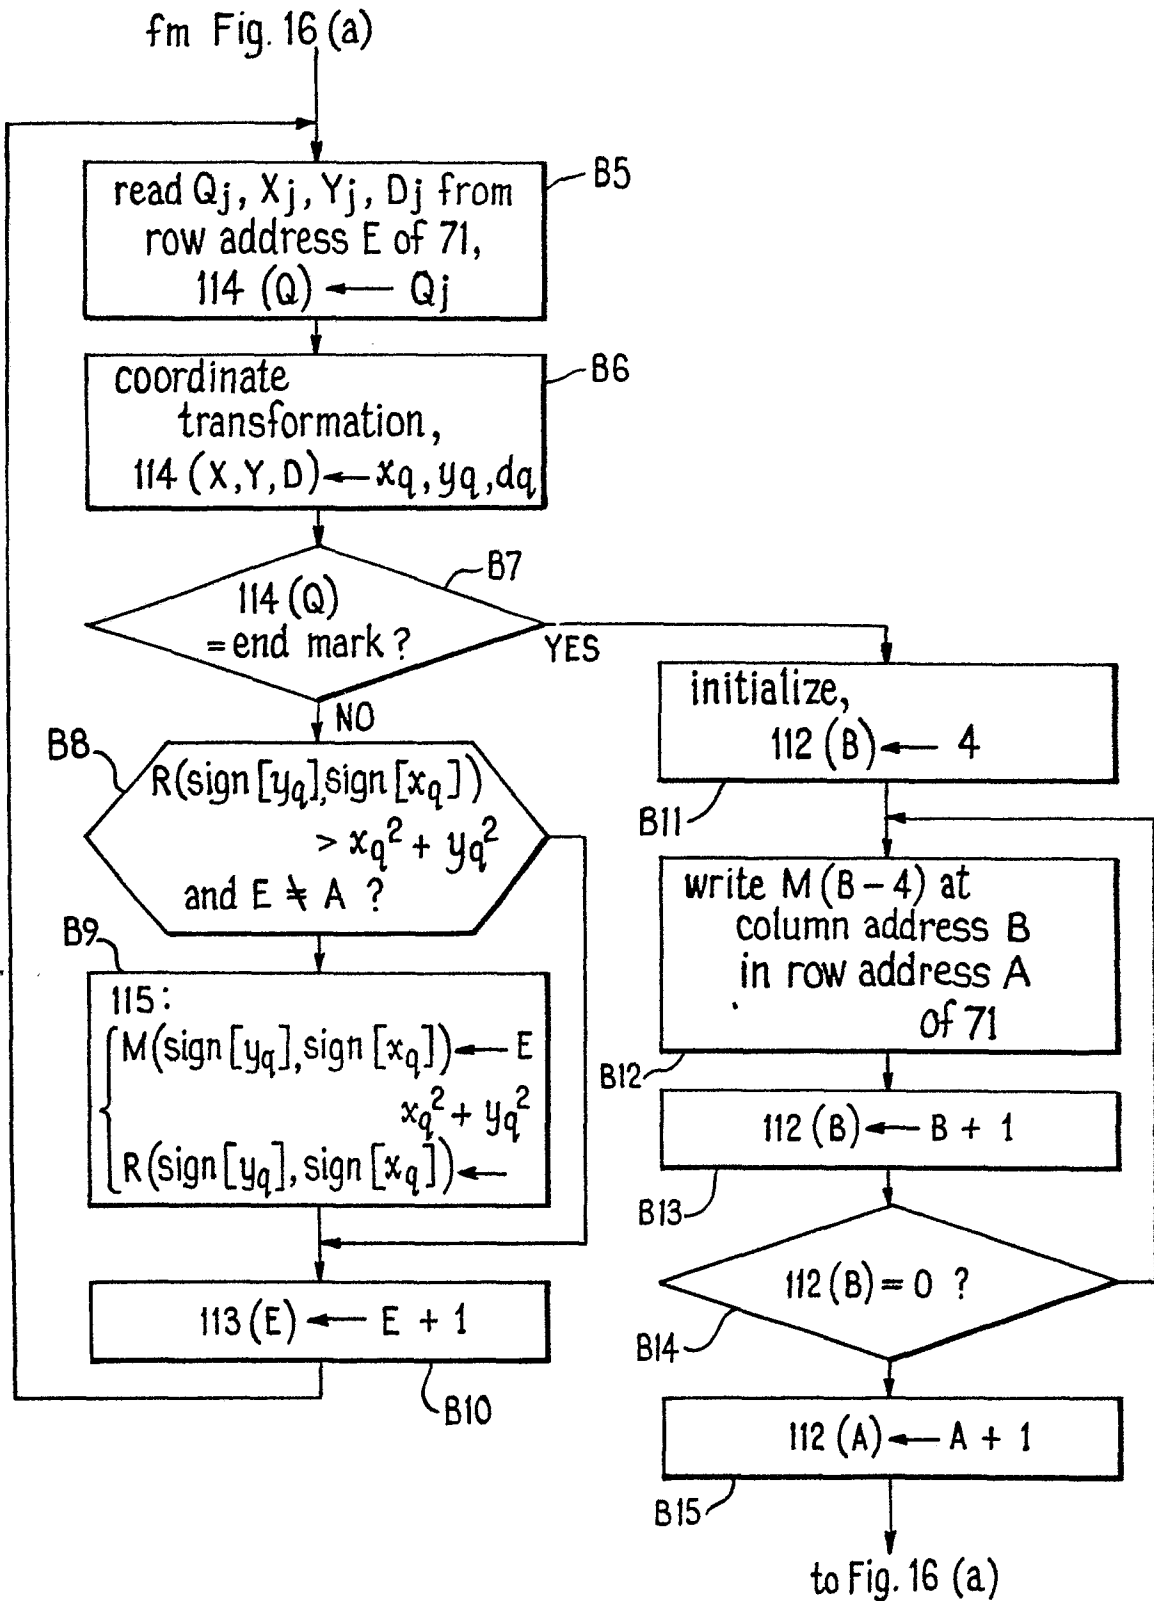 fm Fig. 16 (a)
B5
read Qj, Xj, Yj, Dj from
row address E of 71,
114 (Q) ← Qj
B6
coordinate
transformation,
114 (X, Y, D) ← xq, yq, dq
B7
114 (Q)
= end mark ?
YES
NO
B8
R(sign [yq], sign [xq])
> xq² + yq²
and E ≠ A ?
B9
115 :
M(sign [yq], sign [xq]) ← E
xq² + yq²
R(sign [yq], sign [xq]) ←
113 (E) ← E + 1
B10
initialize,
112 (B) ← 4
B11
write M (B – 4) at
column address B
in row address A
of 71
B12
112 (B) ← B + 1
B13
112 (B) = 0 ?
B14
112 (A) ← A + 1
B15
to Fig. 16 (a)